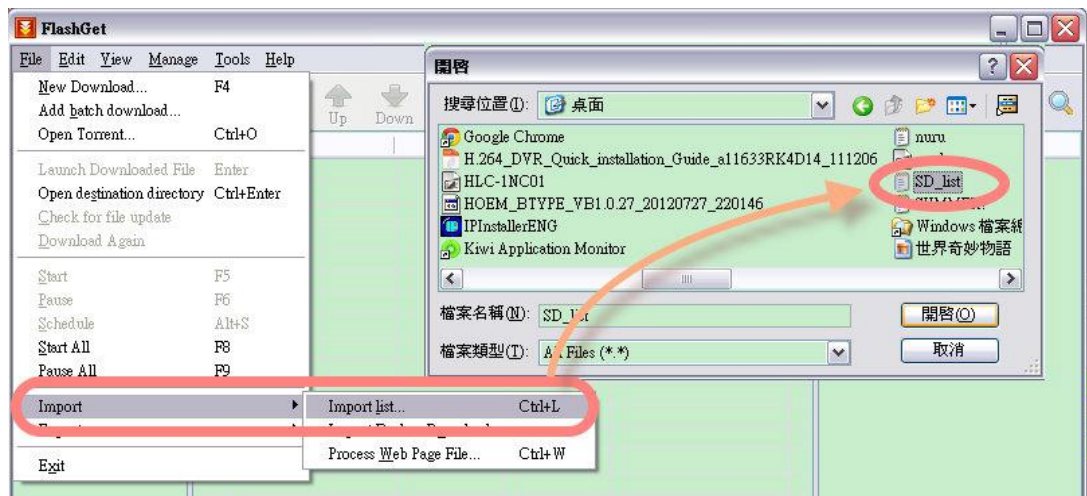 FlashGet
File Edit View Manage Tools Help
New Download... F4
Add batch download...
Open Torrent... Ctrl+O
Launch Downloaded File Enter
Open destination directory Ctrl+Enter
Check for file update
Download Again
Start F5
Pause F6
Schedule Alt+S
Start All F8
Pause All F9
Import
Exit
Import list... Ctrl+L
Process Web Page File... Ctrl+W
Up Down
開啓
搜尋位置(I): 桌面
Google Chrome
H.264_DVR_Quick_installation_Guide_a11633RK4D14_111206
HLC-1NC01
HOEM_BTYPE_VB1.0.27_20120727_220146
IPInstallerENG
Kiwi Application Monitor
nuru
SD_list
Windows 檔案
世界奇妙物語
檔案名稱(N): SD_list
開啓(O)
檔案類型(T): All Files (*.*)
取消